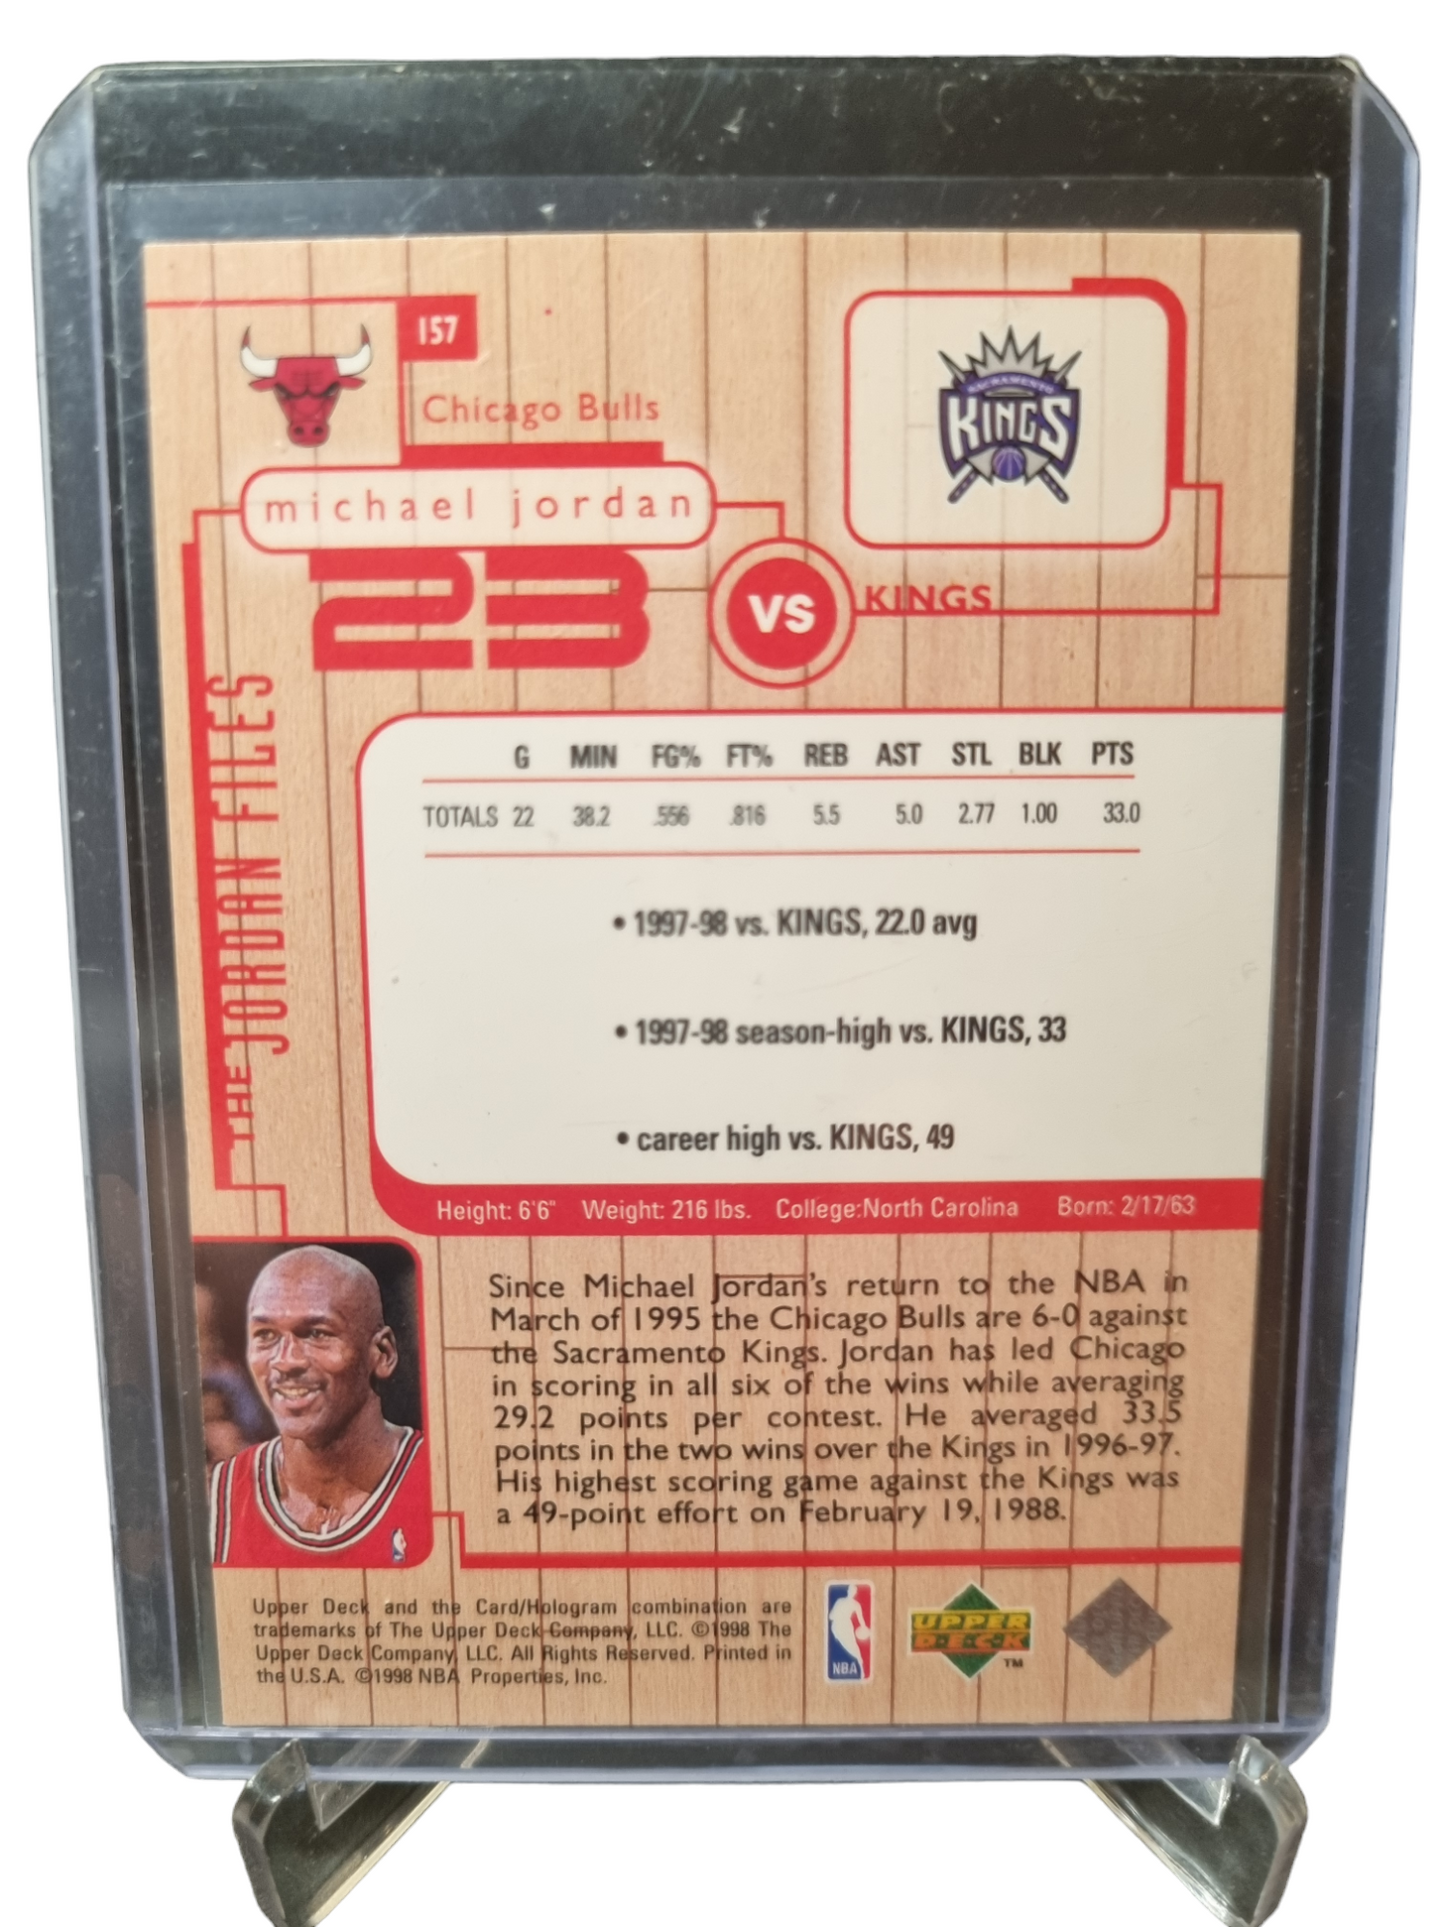 157
Chicago Bulls
michael jordan
23
SACRAMENTO
KINGS
VS
KINGS
THE JORDAN FILES
G MIN FG% FT% REB AST STL BLK PTS
TOTALS 22 38.2 .556 .816 5.5 5.0 2.77 1.00 33.0
• 1997-98 vs. KINGS, 22.0 avg
• 1997-98 season-high vs. KINGS, 33
• career high vs. KINGS, 49
Height: 6'6" Weight: 216 lbs. College:North Carolina Born: 2/17/63
Since Michael Jordan's return to the NBA in
March of 1995 the Chicago Bulls are 6-0 against
the Sacramento Kings. Jordan has led Chicago
in scoring in all six of the wins while averaging
29.2 points per contest. He averaged 33.5
points in the two wins over the Kings in 1996-97.
His highest scoring game against the Kings was
a 49-point effort on February 19, 1988.
Upper Deck and the Card/Hologram combination are
trademarks of The Upper Deck Company, LLC. ©1998 The
Upper Deck Company, LLC. All Rights Reserved. Printed in
the U.S.A. ©1998 NBA Properties, Inc.
NBA
UPPER
DECK
TM